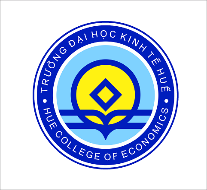 TRƯỜNG ĐẠI HỌC KINH TẾ HUẾ
HUE COLLEGE OF ECONOMICS